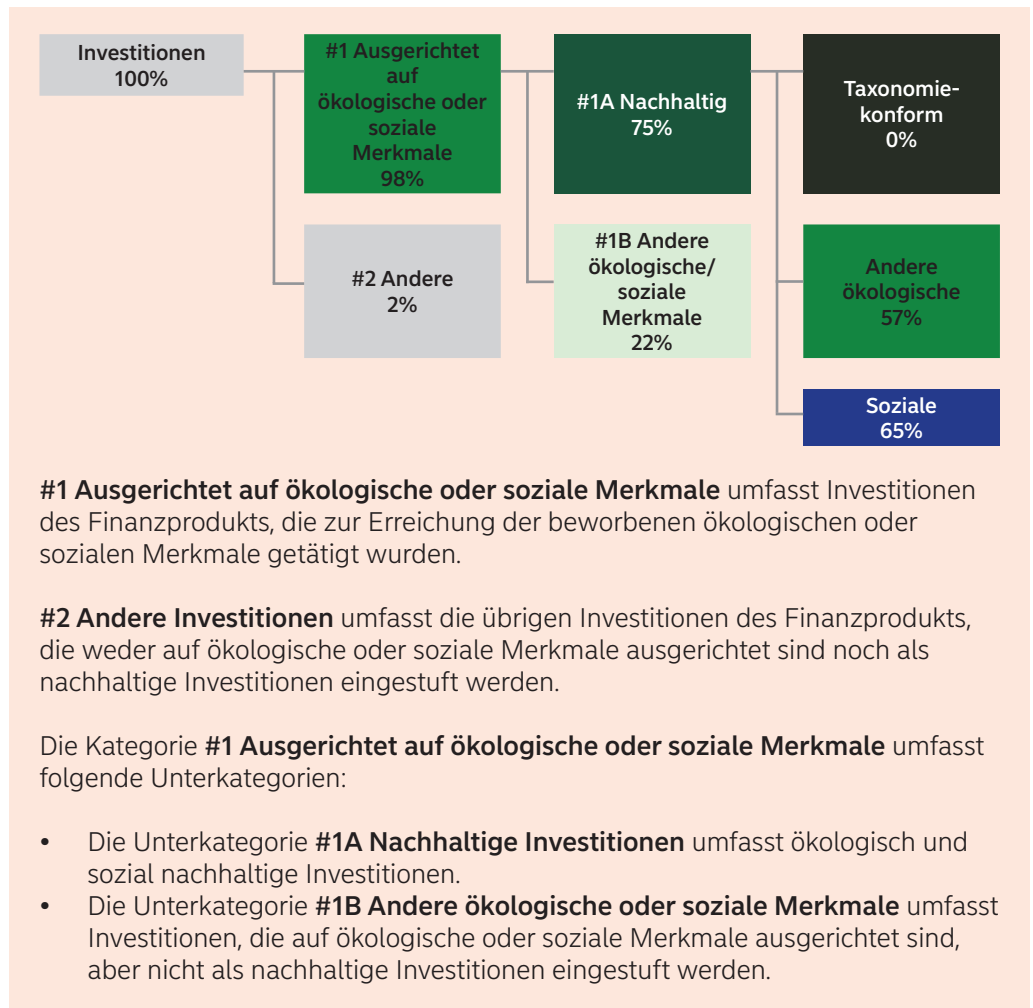 Investitionen
100%
#1 Ausgerichtet
auf
ökologische oder
soziale
Merkmale
98%
#1A Nachhaltig
75%
Taxonomie-
konform
0%
#2 Andere
2%
#1B Andere
ökologische/
soziale
Merkmale
22%
Andere
ökologische
57%
Soziale
65%
#1 Ausgerichtet auf ökologische oder soziale Merkmale umfasst Investitionen
des Finanzprodukts, die zur Erreichung der beworbenen ökologischen oder
sozialen Merkmale getätigt wurden.
#2 Andere Investitionen umfasst die übrigen Investitionen des Finanzprodukts,
die weder auf ökologische oder soziale Merkmale ausgerichtet sind noch als
nachhaltige Investitionen eingestuft werden.
Die Kategorie #1 Ausgerichtet auf ökologische oder soziale Merkmale umfasst
folgende Unterkategorien:
• Die Unterkategorie #1A Nachhaltige Investitionen umfasst ökologisch und
sozial nachhaltige Investitionen.
• Die Unterkategorie #1B Andere ökologische oder soziale Merkmale umfasst
Investitionen, die auf ökologische oder soziale Merkmale ausgerichtet sind,
aber nicht als nachhaltige Investitionen eingestuft werden.